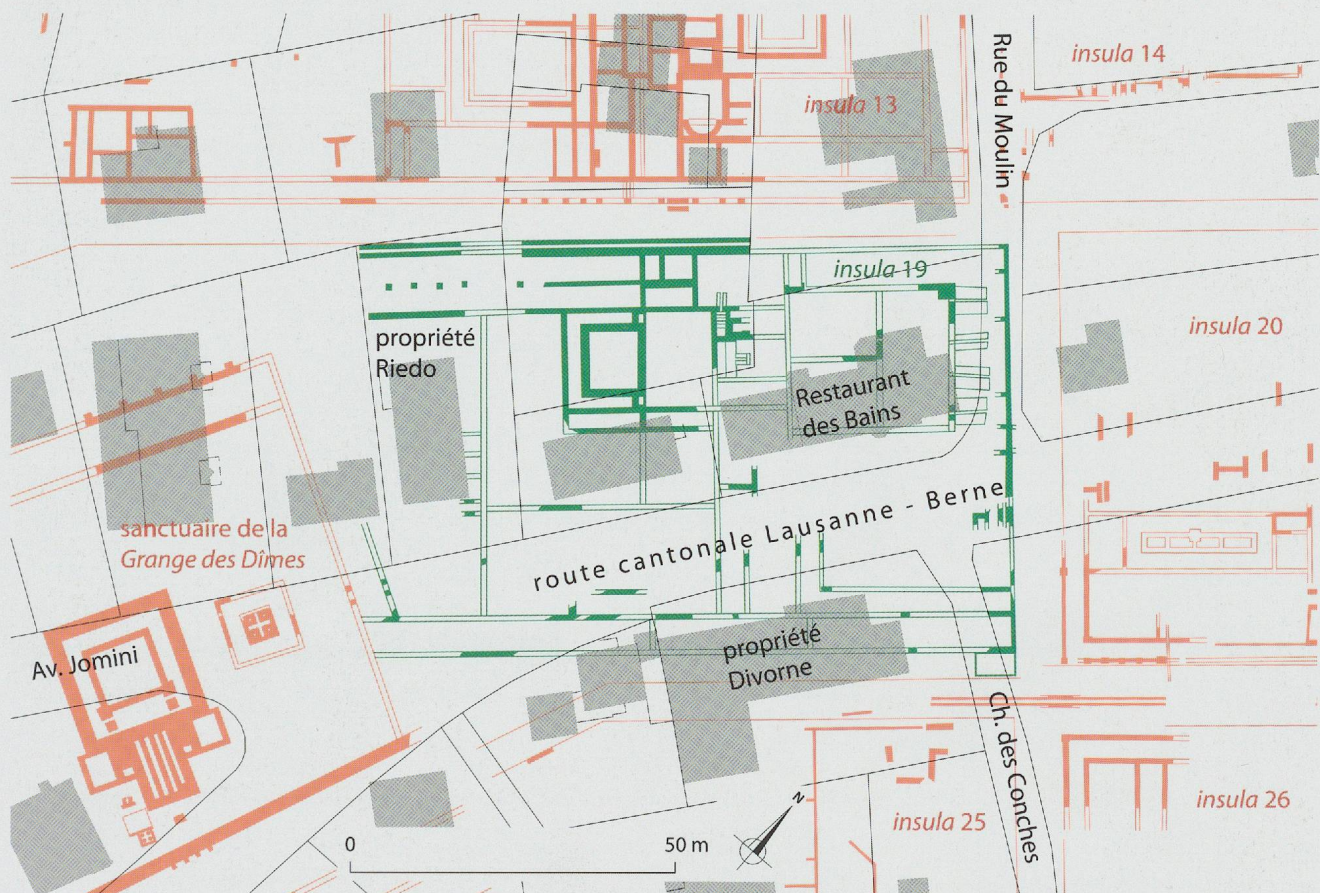 insula 14
Rue du Moulin
insula 13
insula 19
insula 20
propriété
Riedo
Restaurant
des Bains
route cantonale Lausanne - Berne
sanctuaire de la
Grange des Dîmes
Av. Jomini
propriété
Divorne
Ch. des Conches
insula 26
insula 25
N
0 50 m